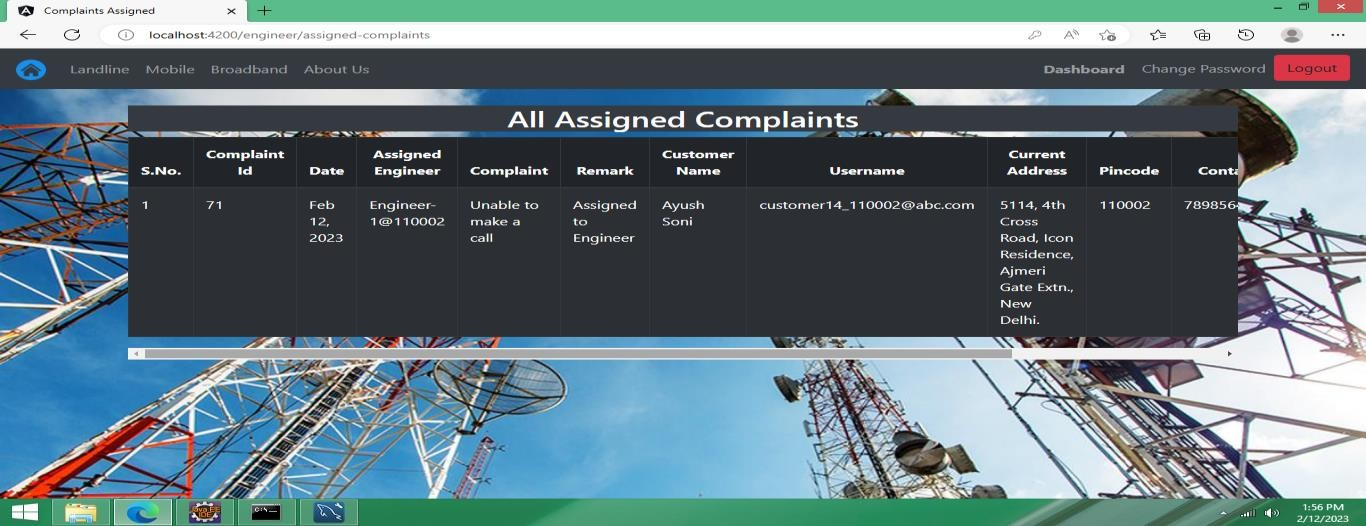 Complaints Assigned
localhost:4200/engineer/assigned-complaints
Landline Mobile Broadband About Us Dashboard Change Password Logout
All Assigned Complaints
S.No. Complaint Id Date Assigned Engineer Complaint Remark Customer Name Username Current Address Pincode Conta
1 71 Feb 12, 2023 Engineer-1@110002 Unable to make a call Assigned to Engineer Ayush Soni customer14_110002@abc.com 5114, 4th Cross Road, Icon Residence, Ajmeri Gate Extn., New Delhi. 110002 789856
1:56 PM
2/12/2023